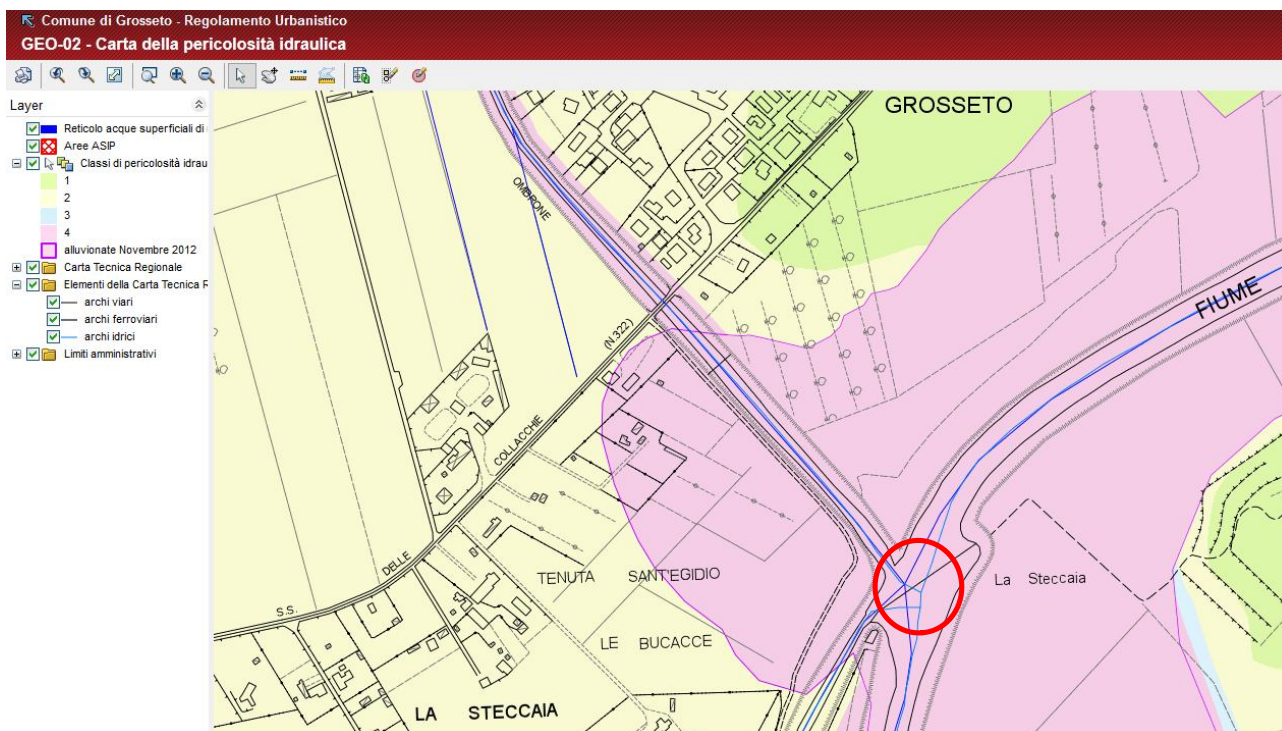 Comune di Grosseto - Regolamento Urbanistico
GEO-02 - Carta della pericolosità idraulica
Layer
Reticolo acque superficiali di
Aree ASIP
Classi di pericolosità idrau
1
2
3
4
alluvionate Novembre 2012
Carta Tecnica Regionale
Elementi della Carta Tecnica R
archi viari
archi ferroviari
archi idrici
Limiti amministrativi
GROSSETO
OMBRONE
FIUME
(N.322)
COLLACCHIE
DELLE
S.S.
TENUTA SANT'EGIDIO
La Steccaia
LE BUCACCE
LA STECCAIA